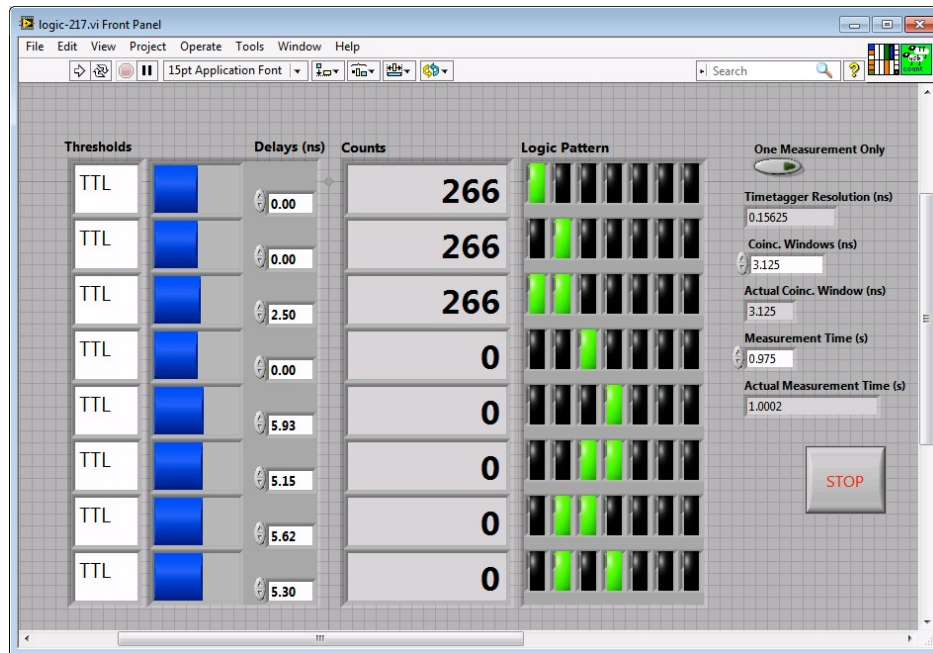 logic-217.vi Front Panel
File Edit View Project Operate Tools Window Help
15pt Application Font
Search
count
Thresholds Delays (ns) Counts Logic Pattern
TTL 0.00 266
TTL 0.00 266
TTL 2.50 266
TTL 0.00 0
TTL 5.93 0
TTL 5.15 0
TTL 5.62 0
TTL 5.30 0
One Measurement Only
Timetagger Resolution (ns)
0.15625
Coinc. Windows (ns)
3.125
Actual Coinc. Window (ns)
3.125
Measurement Time (s)
0.975
Actual Measurement Time (s)
1.0002
STOP